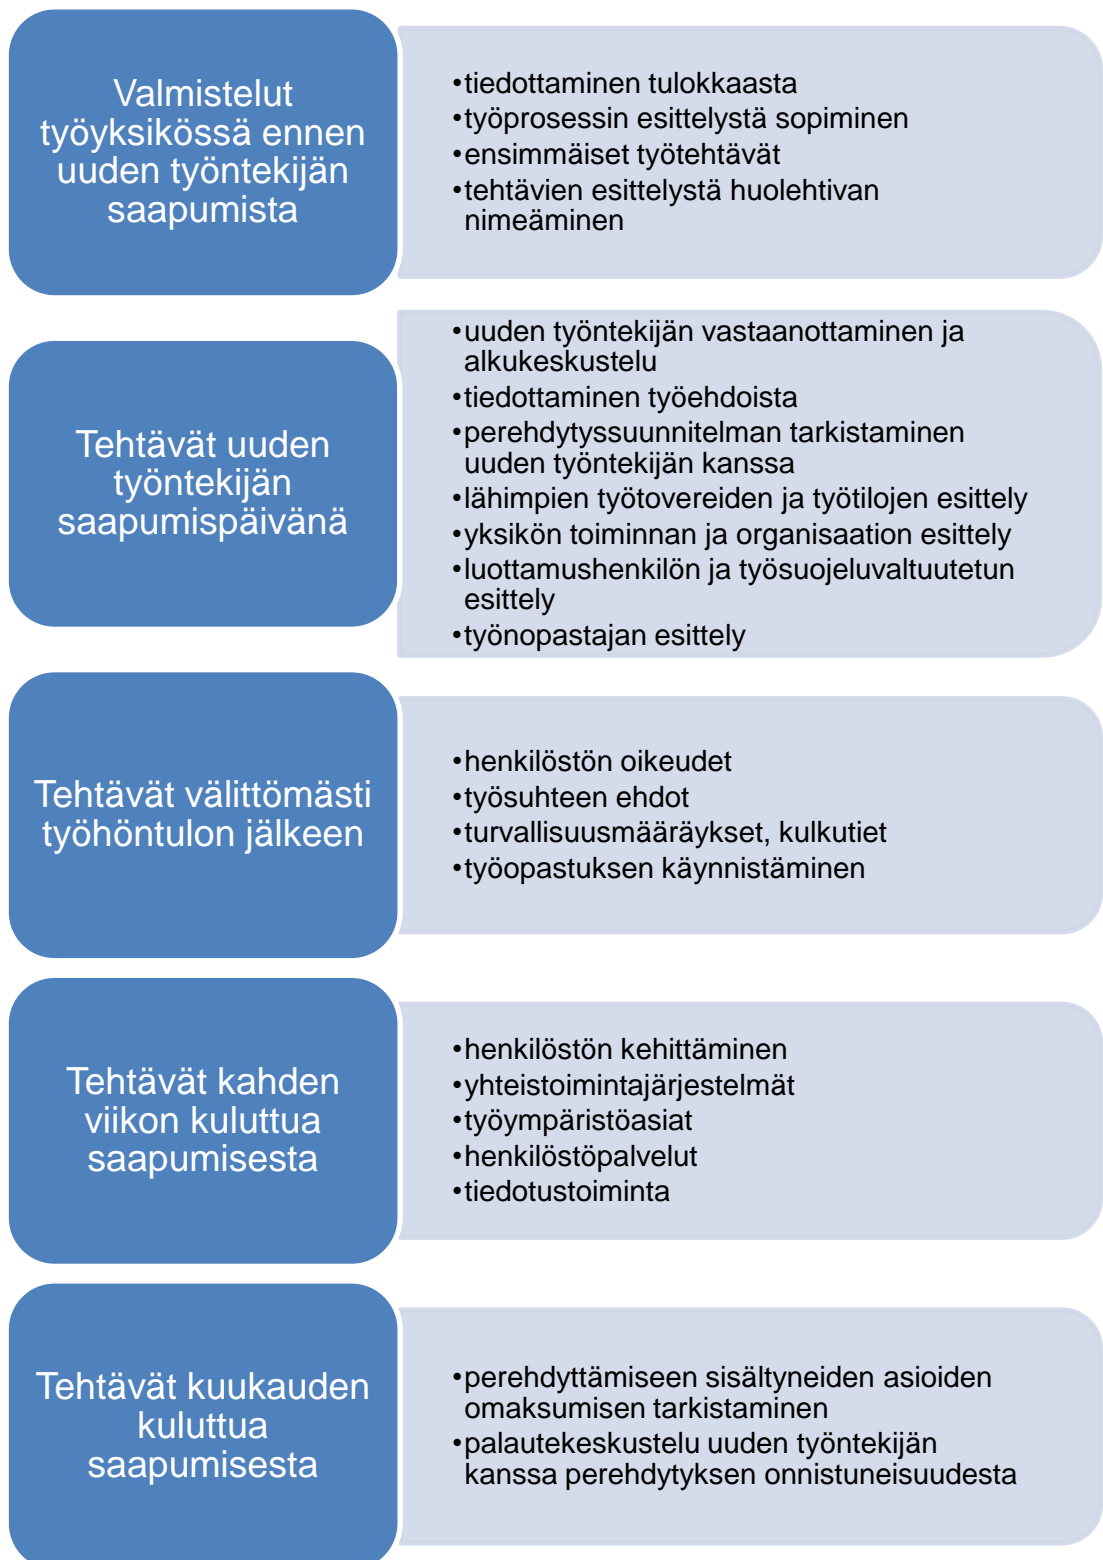 Valmistelut
työyksikössä ennen
uuden työntekijän
saapumista
•tiedottaminen tulokkaasta
•työprosessin esittelystä sopiminen
•ensimmäiset työtehtävät
•tehtävien esittelystä huolehtivan
nimeäminen
Tehtävät uuden
työntekijän
saapumispäivänä
•uuden työntekijän vastaanottaminen ja
alkukeskustelu
•tiedottaminen työehdoista
•perehdytyssuunnitelman tarkistaminen
uuden työntekijän kanssa
•lähimpien työtovereiden ja työtilojen esittely
•yksikön toiminnan ja organisaation esittely
•luottamushenkilön ja työsuojeluvaltuutetun
esittely
•työnopastajan esittely
Tehtävät välittömästi
työhöntulon jälkeen
•henkilöstön oikeudet
•työsuhteen ehdot
•turvallisuusmääräykset, kulkutiet
•työopastuksen käynnistäminen
Tehtävät kahden
viikon kuluttua
saapumisesta
•henkilöstön kehittäminen
•yhteistoimintajärjestelmät
•työympäristöasiat
•henkilöstöpalvelut
•tiedotustoiminta
Tehtävät kuukauden
kuluttua
saapumisesta
•perehdyttämiseen sisältyneiden asioiden
omaksumisen tarkistaminen
•palautekeskustelu uuden työntekijän
kanssa perehdytyksen onnistuneisuudesta